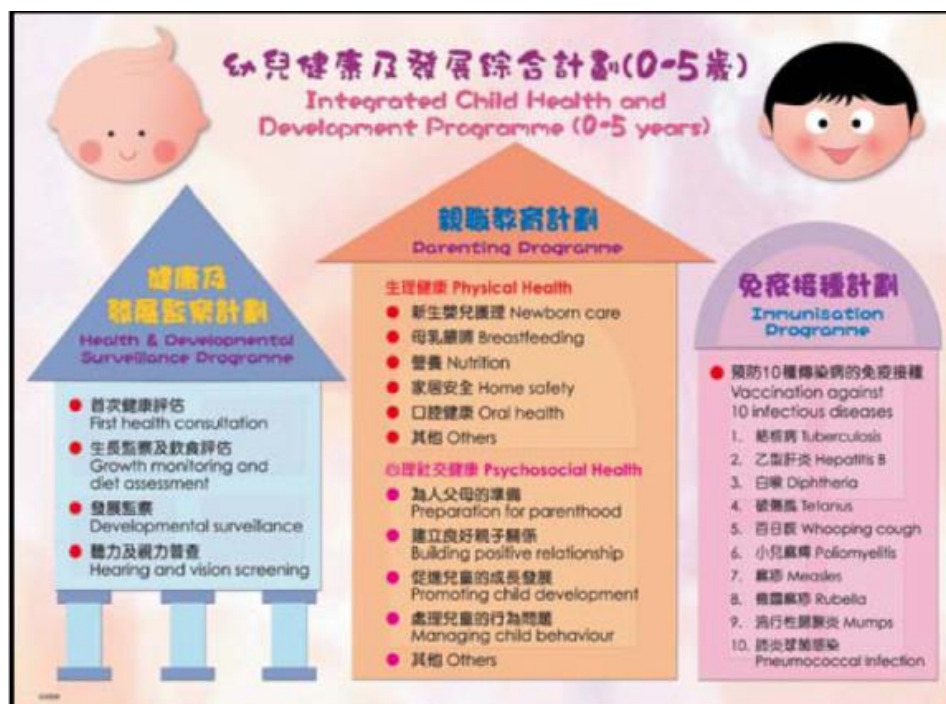 幼兒健康及發展綜合計劃(0-5歲)
Integrated Child Health and
Development Programme (0-5 years)
健康及
發展監察計劃
Health & Developmental
Surveillance Programme
首次健康評估
First health consultation
生長監察及飲食評估
Growth monitoring and
diet assessment
發展監察
Developmental surveillance
聽力及視力普查
Hearing and vision screening
親職教育計劃
Parenting Programme
生理健康 Physical Health
新生嬰兒護理 Newborn care
母乳餵哺 Breastfeeding
營養 Nutrition
家居安全 Home safety
口腔健康 Oral health
其他 Others
心理社交健康 Psychosocial Health
為人父母的準備
Preparation for parenthood
建立良好親子關係
Building positive relationship
促進兒童的成長發展
Promoting child development
處理兒童的行為問題
Managing child behaviour
其他 Others
免疫接種計劃
Immunisation
Programme
預防10種傳染病的免疫接種
Vaccination against
10 infectious diseases
1. 結核病 Tuberculosis
2. 乙型肝炎 Hepatitis B
3. 白喉 Diphtheria
4. 破傷風 Tetanus
5. 百日咳 Whooping cough
6. 小兒麻痺 Poliomyelitis
7. 麻疹 Measles
8. 德國麻疹 Rubella
9. 流行性腮腺炎 Mumps
10. 肺炎球菌感染
Pneumococcal infection